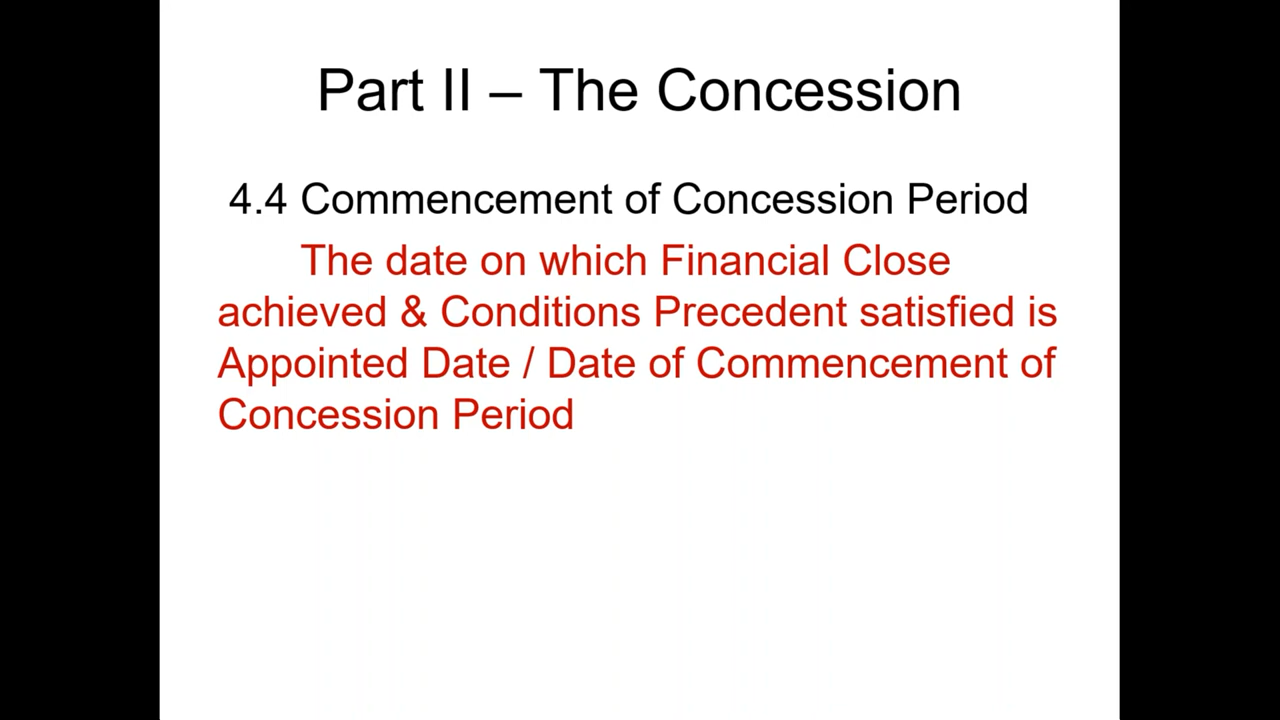 Part II – The Concession
4.4 Commencement of Concession Period
The date on which Financial Close
achieved & Conditions Precedent satisfied is
Appointed Date / Date of Commencement of
Concession Period